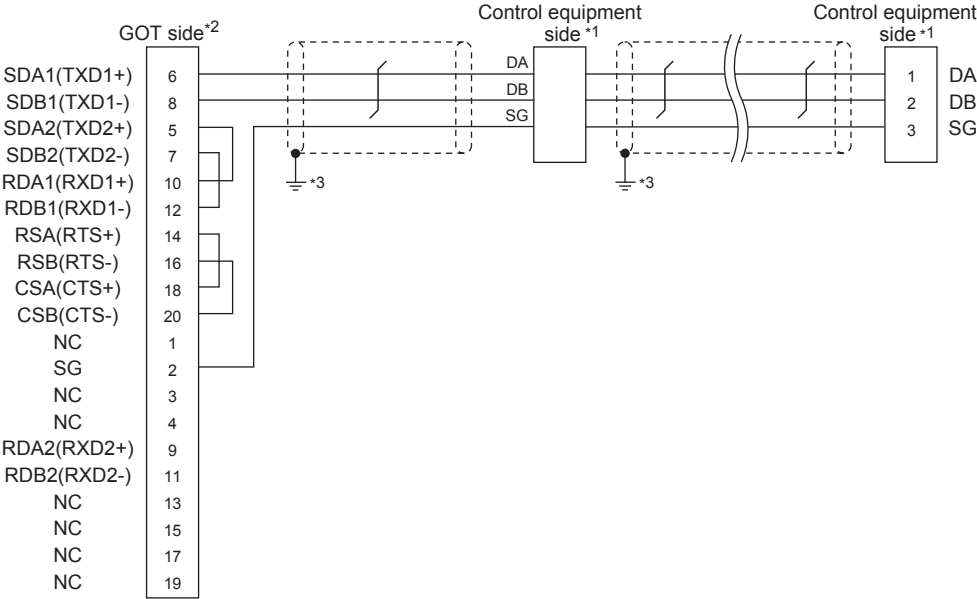 Control equipment side *1
Control equipment side *1
GOT side*2
SDA1(TXD1+) 6 DA 1 DA
SDB1(TXD1-) 8 DB 2 DB
SDA2(TXD2+) 5 SG 3 SG
SDB2(TXD2-) 7
RDA1(RXD1+) 10 *3 *3
RDB1(RXD1-) 12
RSA(RTS+) 14
RSB(RTS-) 16
CSA(CTS+) 18
CSB(CTS-) 20
NC 1
SG 2
NC 3
NC 4
RDA2(RXD2+) 9
RDB2(RXD2-) 11
NC 13
NC 15
NC 17
NC 19